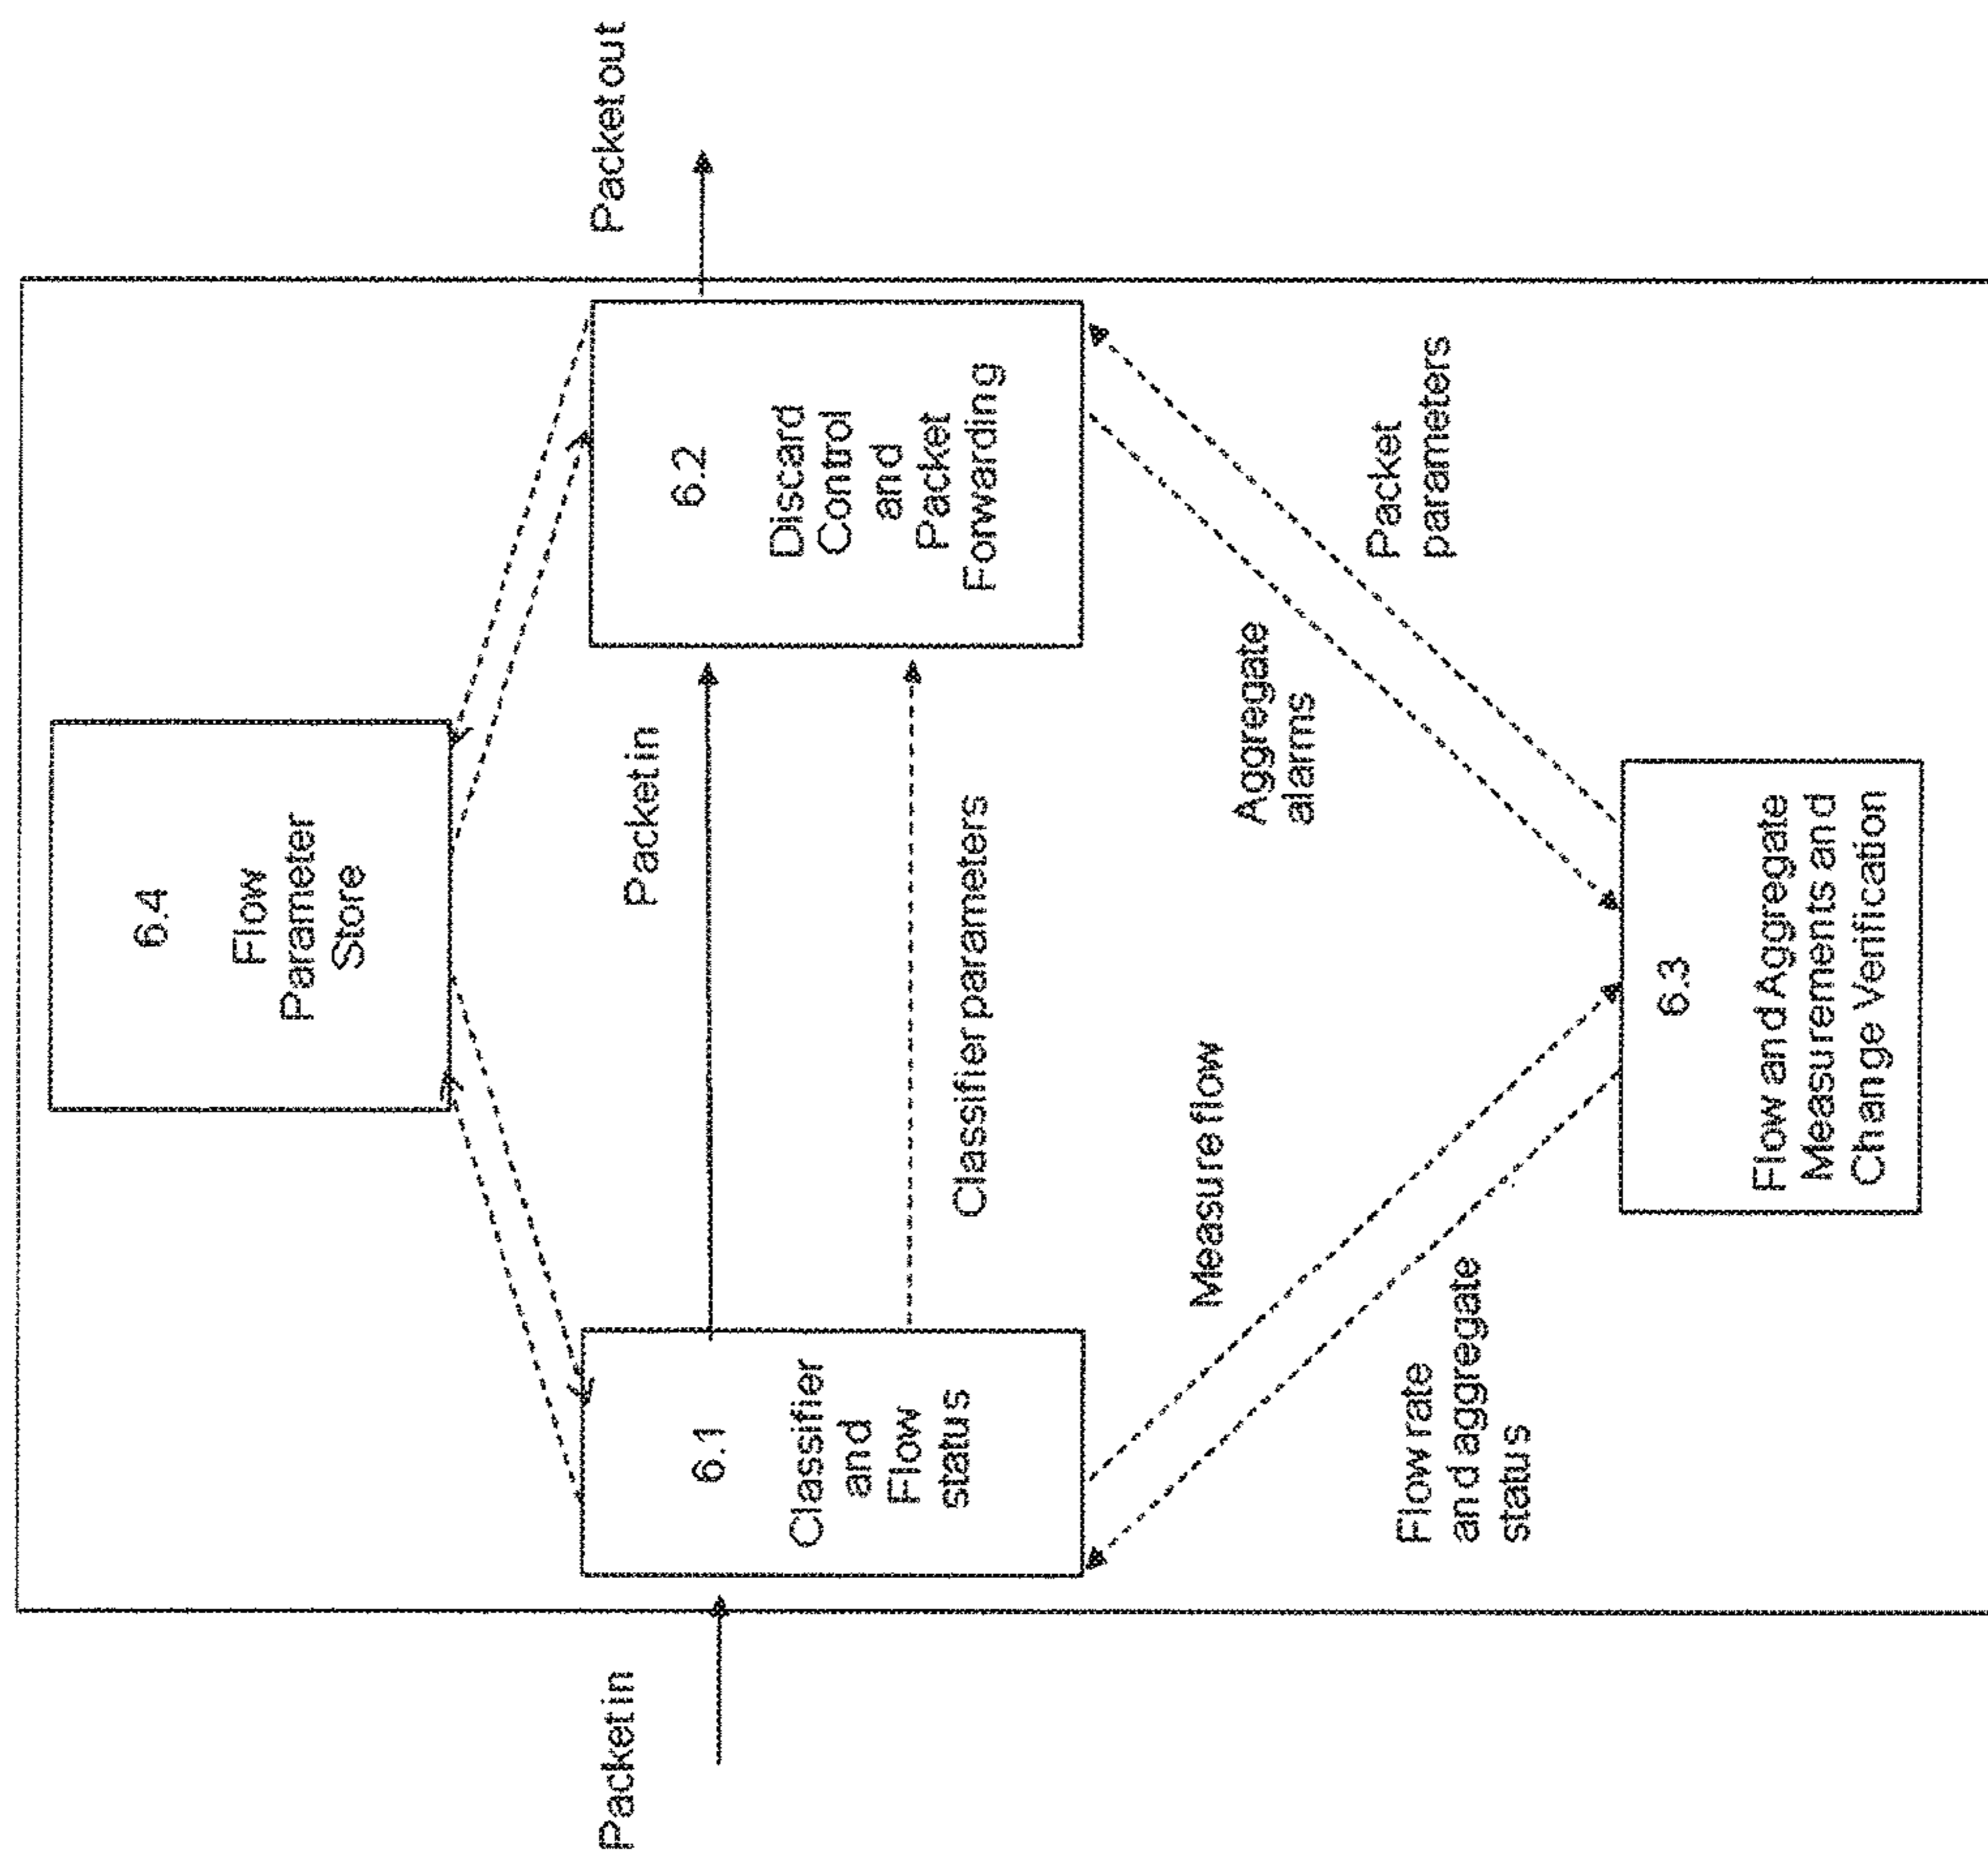 6.4
Flow
Parameter
Store
Packet in
Packet in
Packet out
6.1
Classifier
and
Flow
status
Classifier parameters
6.2
Discard
Control
and
Packet
Forwarding
Measure flow
Aggregate
alarms
Flow rate
and aggregate
status
Packet
parameters
6.3
Flow and Aggregate
Measurements and
Change Verification